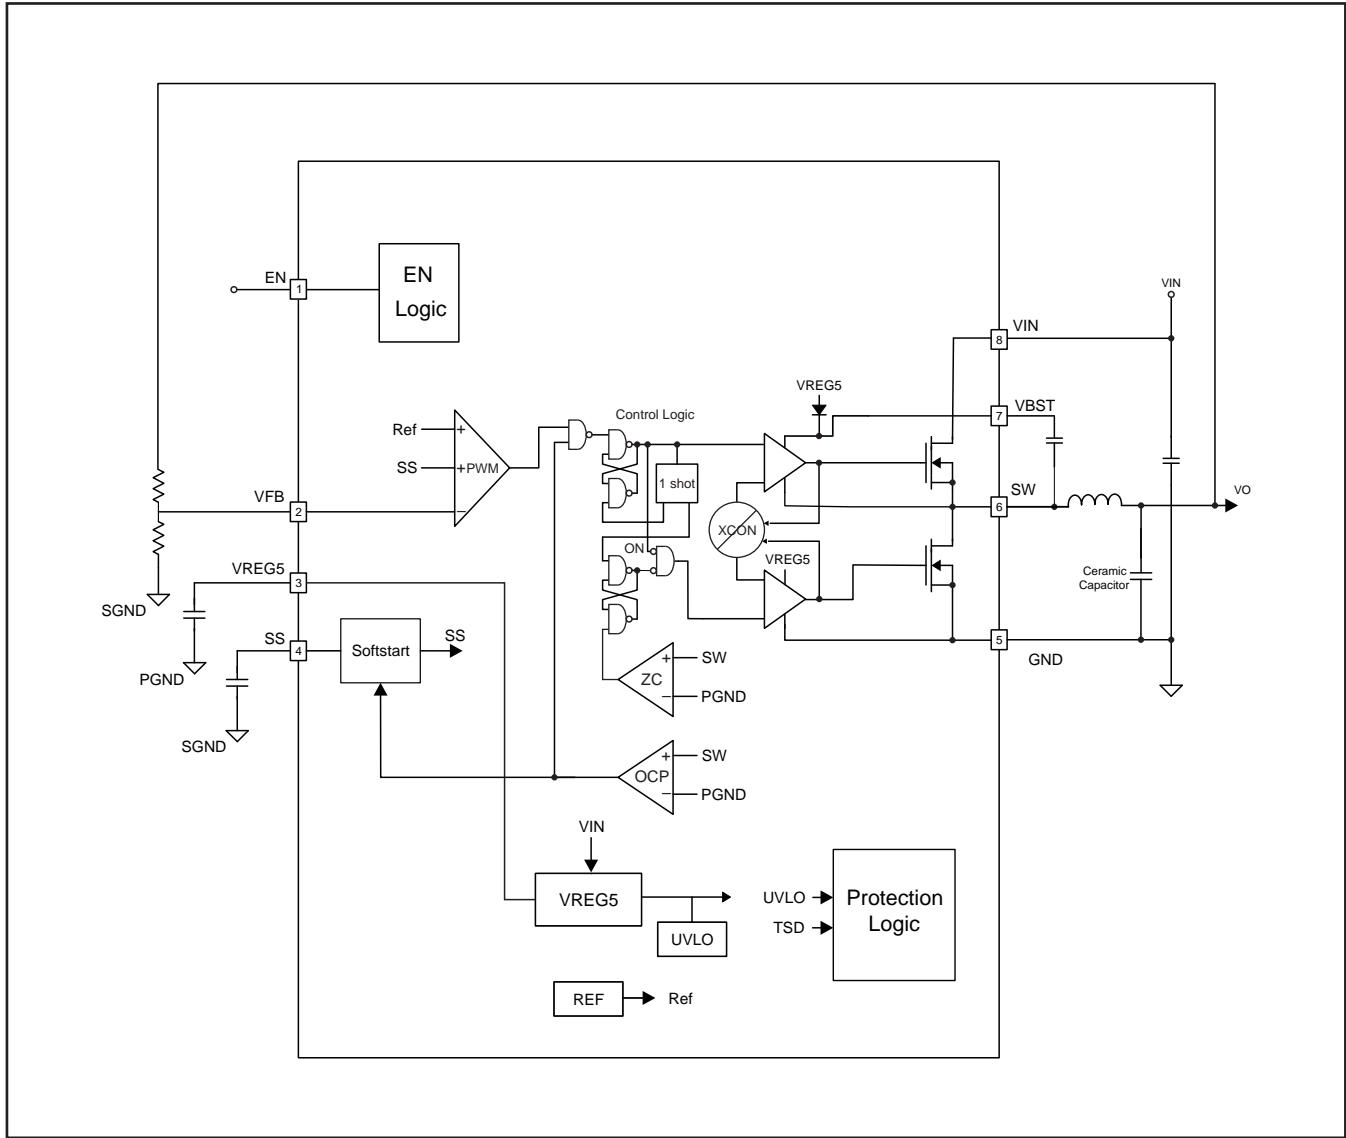 VIN
EN
1
EN
Logic
VIN
8
VREG5
VBST
7
Control Logic
Ref
+
SS
+
PWM
−
1 shot
VFB
2
SW
6
VO
XCON
ON
VREG5
VREG5
3
Ceramic
Capacitor
SGND
SS
4
Softstart
SS
5
GND
PGND
+
SW
ZC
−
PGND
SGND
+
SW
OCP
−
PGND
VIN
VREG5
UVLO
UVLO
TSD
Protection
Logic
REF
Ref